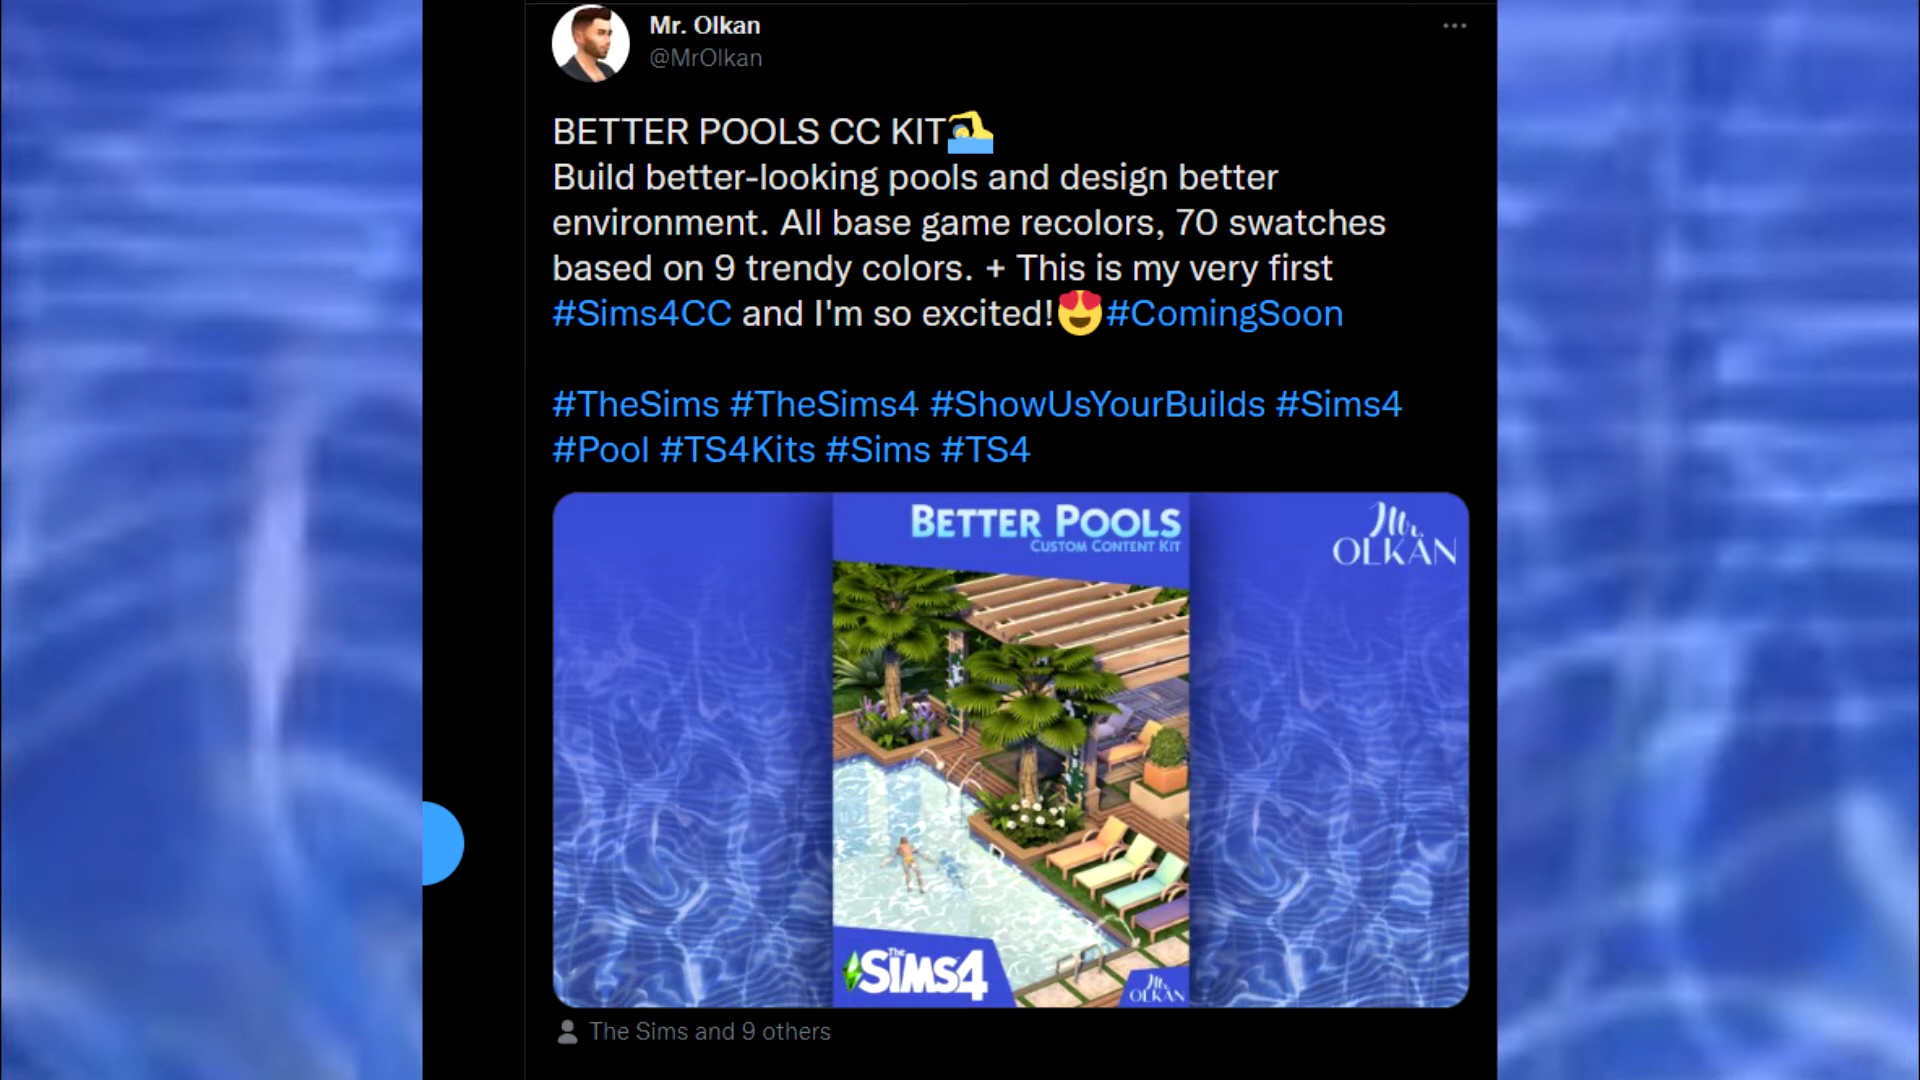 Mr. Olkan
@MrOlkan
BETTER POOLS CC KIT
Build better-looking pools and design better
environment. All base game recolors, 70 swatches
based on 9 trendy colors. + This is my very first
#Sims4CC and I'm so excited! #ComingSoon
#TheSims #TheSims4 #ShowUsYourBuilds #Sims4
#Pool #TS4Kits #Sims #TS4
BETTER POOLS
CUSTOM CONTENT KIT
Mr.
OLKAN
The
SIMS4
Mr.
OLKAN
The Sims and 9 others